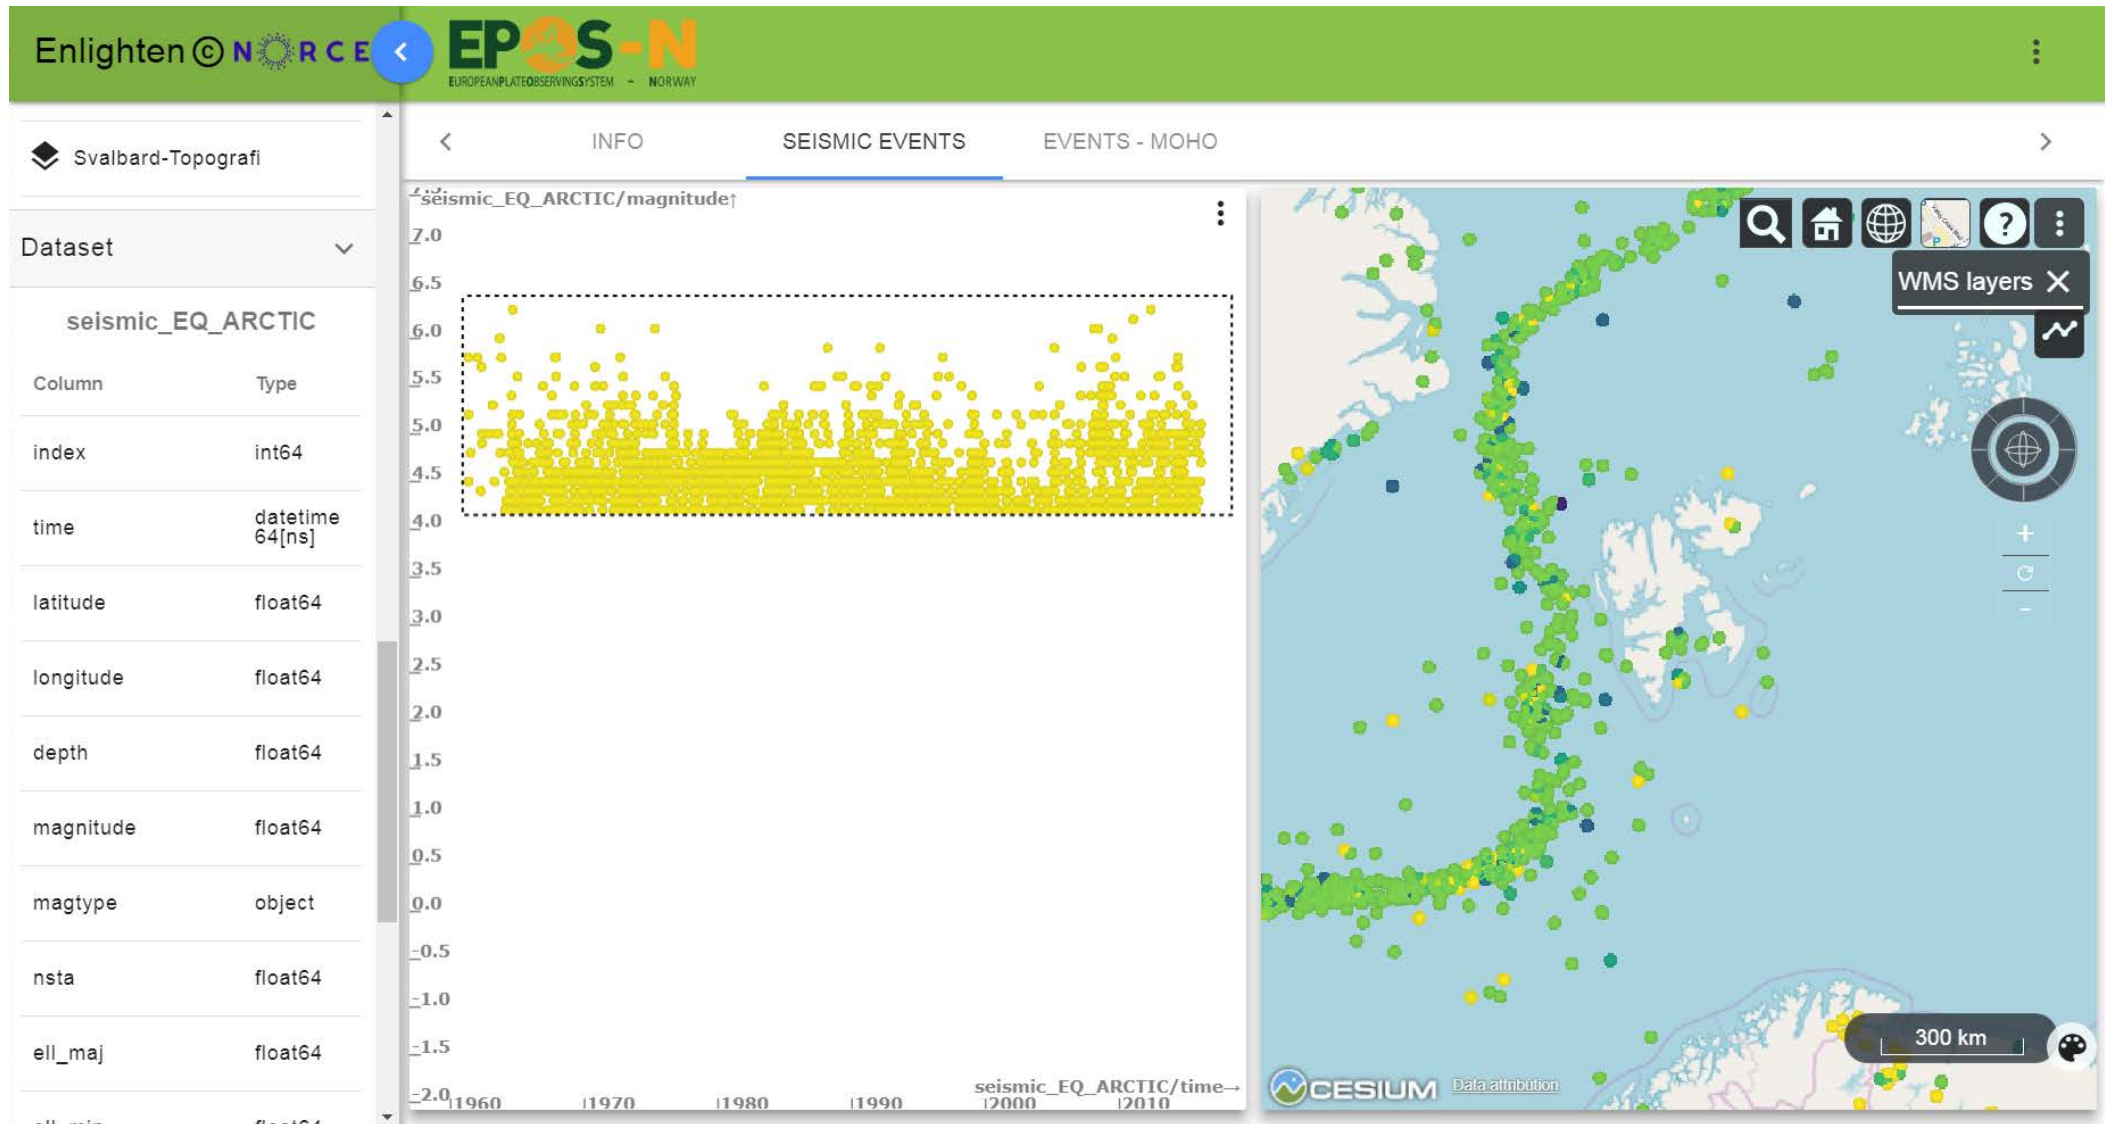 Enlighten © NORCE
EPOS-N
EUROPEANPLATEOBSERVINGSYSTEM - NORWAY
Svalbard-Topografi
Dataset
seismic_EQ_ARCTIC
Column Type
index int64
time datetime
64[ns]
latitude float64
longitude float64
depth float64
magnitude float64
magtype object
nsta float64
ell_maj float64
INFO SEISMIC EVENTS EVENTS - MOHO
seismic_EQ_ARCTIC/magnitude↑
7.0
6.5
6.0
5.5
5.0
4.5
4.0
3.5
3.0
2.5
2.0
1.5
1.0
0.5
0.0
-0.5
-1.0
-1.5
-2.0
seismic_EQ_ARCTIC/time→
1960 1970 1980 1990 2000 2010
?
WMS layers
N
300 km
CESIUM Data attribution